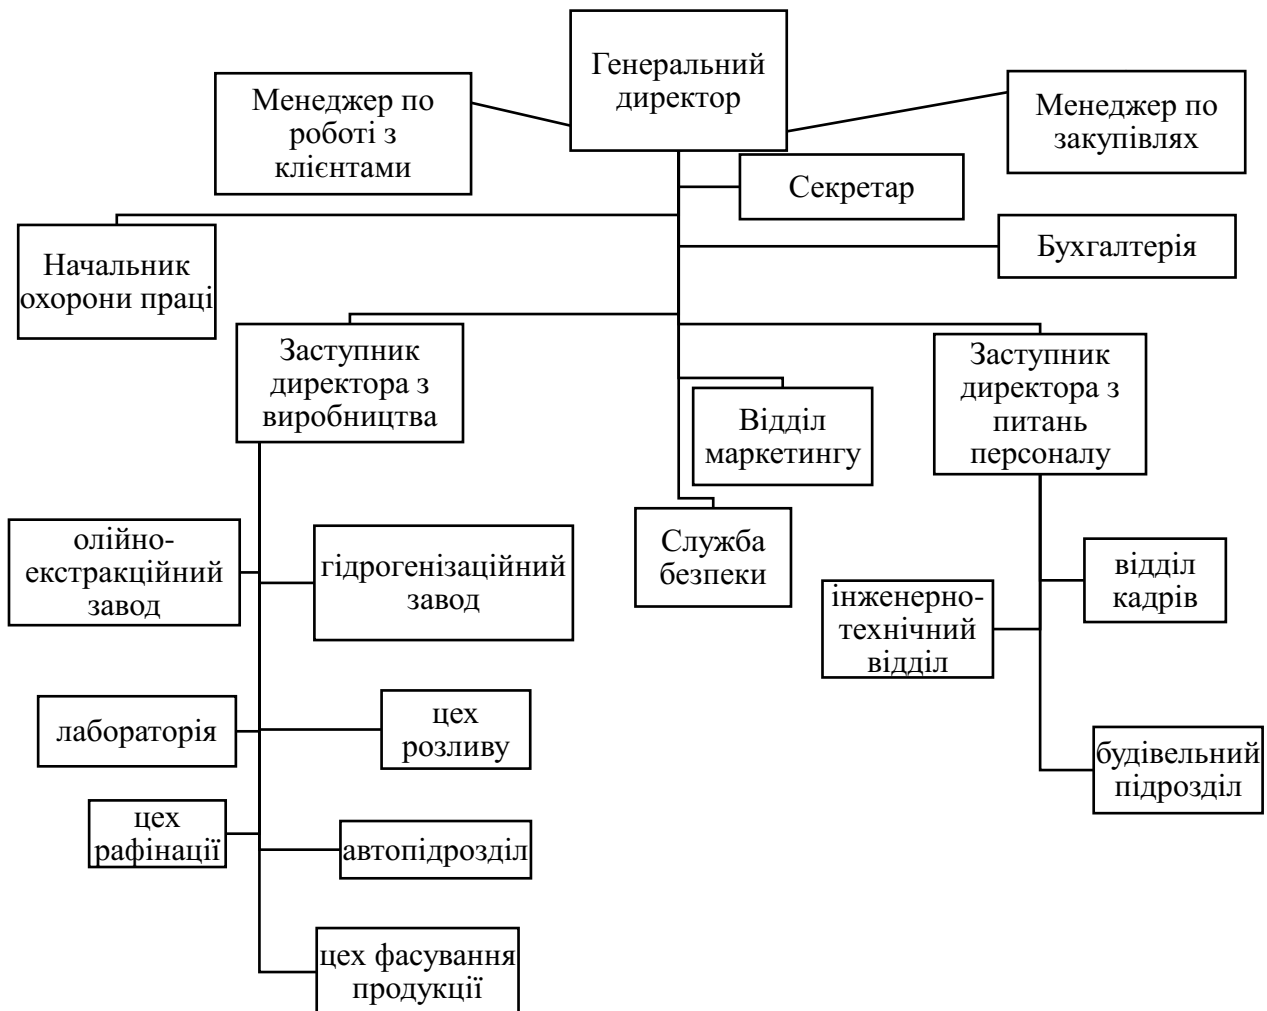 Генеральний
директор
Менеджер по
роботі з
клієнтами
Менеджер по
закупівлях
Секретар
Бухгалтерія
Начальник
охорони праці
Заступник
директора з
виробництва
Відділ
маркетингу
Заступник
директора з
питань
персоналу
Служба
безпеки
олійно-
екстракційний
завод
гідрогенізаційний
завод
інженерно-
технічний
відділ
відділ
кадрів
лабораторія
цех
розливу
будівельний
підрозділ
цех
рафінації
автопідрозділ
цех фасування
продукції